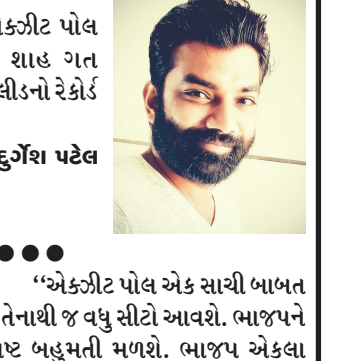 ક્ઝીટ પોલ
શાહ ગત
લીડનો રેકોર્ડ
દુર્ગેશ પટેલ
“એક્ઝીટ પોલ એક સાચી બાબત
તેનાથી જ વધુ સીટો આવશે. ભાજપને
બહુમતી મળશે. ભાજપ એકલા